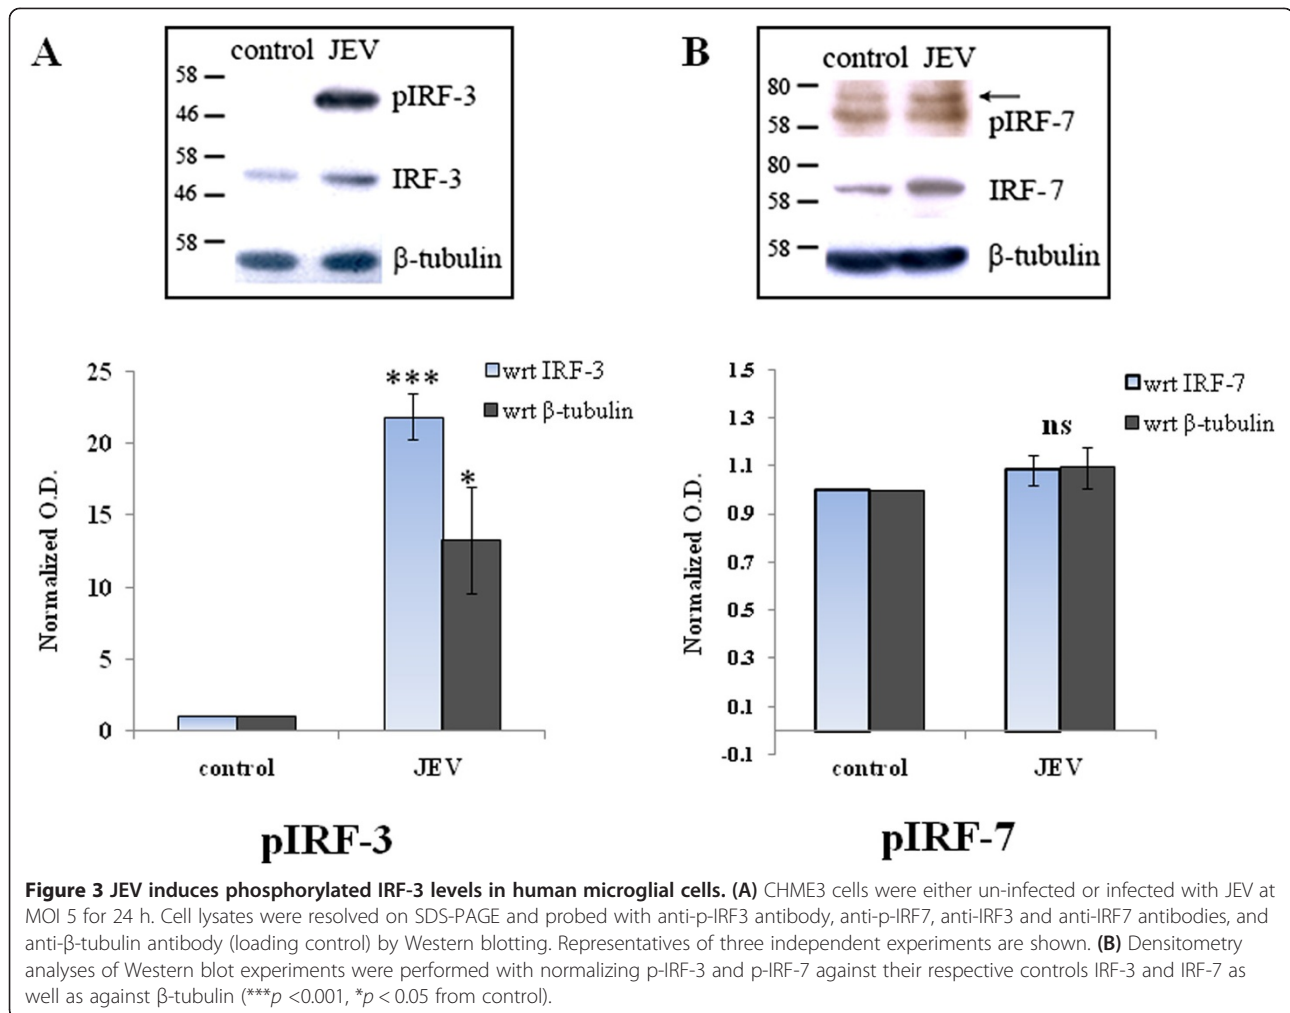 A
control JEV
58
pIRF-3
46
58
IRF-3
46
58
β-tubulin
B
control JEV
80
pIRF-7
58
80
IRF-7
58
58
β-tubulin
25
20
15
10
5
0
Normalized O.D.
***
*
wrt IRF-3
wrt β-tubulin
control JEV
pIRF-3
1.5
1.3
1.1
0.9
0.7
0.5
0.3
0.1
-0.1
Normalized O.D.
ns
wrt IRF-7
wrt β-tubulin
control JEV
pIRF-7
Figure 3 JEV induces phosphorylated IRF-3 levels in human microglial cells. (A) CHME3 cells were either un-infected or infected with JEV at
MOI 5 for 24 h. Cell lysates were resolved on SDS-PAGE and probed with anti-p-IRF3 antibody, anti-p-IRF7, anti-IRF3 and anti-IRF7 antibodies, and
anti-β-tubulin antibody (loading control) by Western blotting. Representatives of three independent experiments are shown. (B) Densitometry
analyses of Western blot experiments were performed with normalizing p-IRF-3 and p-IRF-7 against their respective controls IRF-3 and IRF-7 as
well as against β-tubulin (***p <0.001, *p < 0.05 from control).